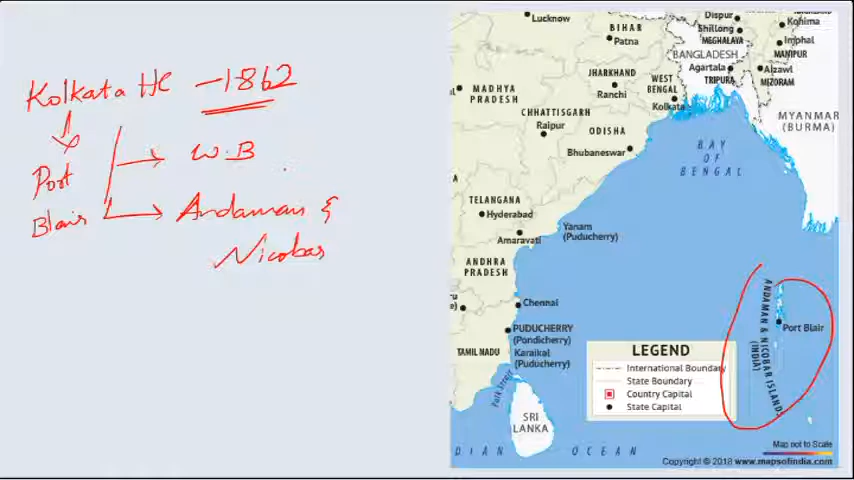 Kolkata HC - 1862
Port
Blair
W.B
Andaman &
Nicobar
Lucknow
BIHAR
Patna
Dispur
Shillong
MEGHALAYA
Kohima
Imphal
MANIPUR
BANGLADESH
Agartala
TRIPURA
Aizawl
MIZORAM
MADHYA
PRADESH
JHARKHAND
Ranchi
WEST
BENGAL
Kolkata
CHHATTISGARH
Raipur
ODISHA
Bhubaneswar
MYANMAR
(BURMA)
BAY
OF
BENGAL
TELANGANA
Hyderabad
Amaravati
Yanam
(Puducherry)
ANDHRA
PRADESH
Chennai
PUDUCHERRY
(Pondicherry)
Karaikal
(Puducherry)
TAMIL NADU
Palk Strait
SRI
LANKA
ANDAMAN & NICOBAR ISLANDS
(INDIA)
Port Blair
LEGEND
International Boundary
State Boundary
Country Capital
State Capital
DIAN OCEAN
Map not to Scale
Copyright © 2018 www.mapsofindia.com